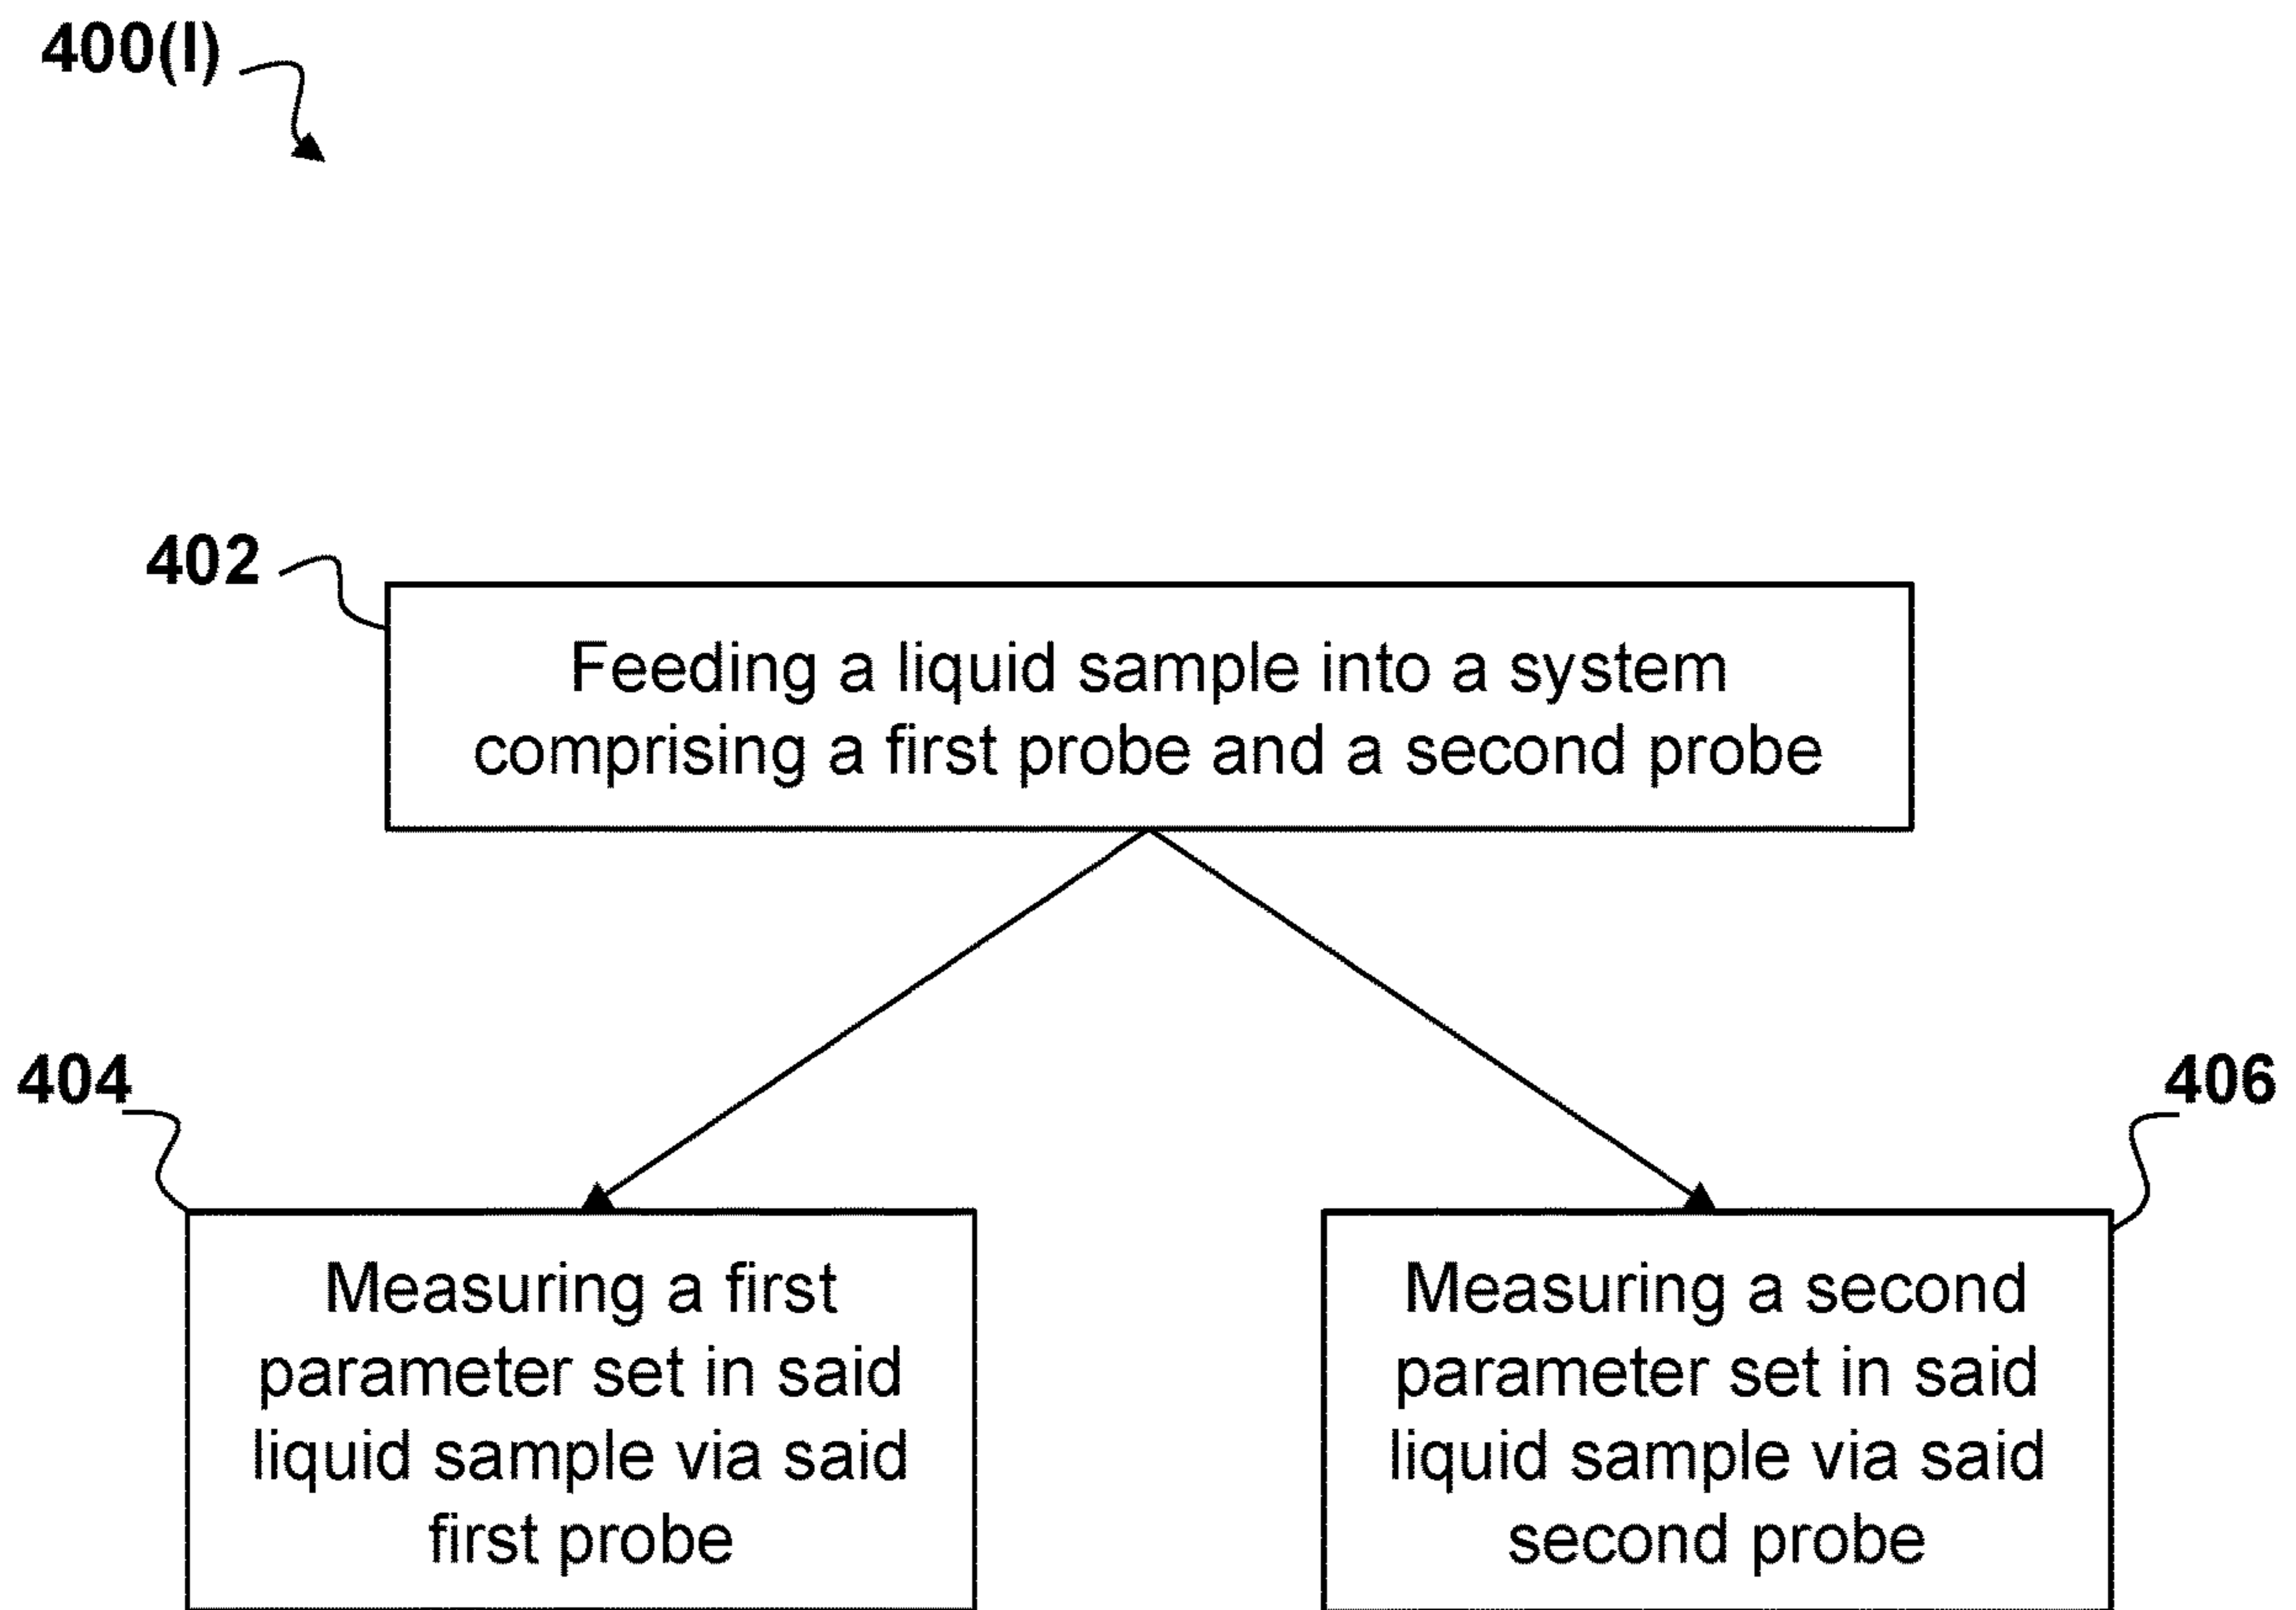 400(I)
402
Feeding a liquid sample into a system
comprising a first probe and a second probe
404
406
Measuring a first
parameter set in said
liquid sample via said
first probe
Measuring a second
parameter set in said
liquid sample via said
second probe